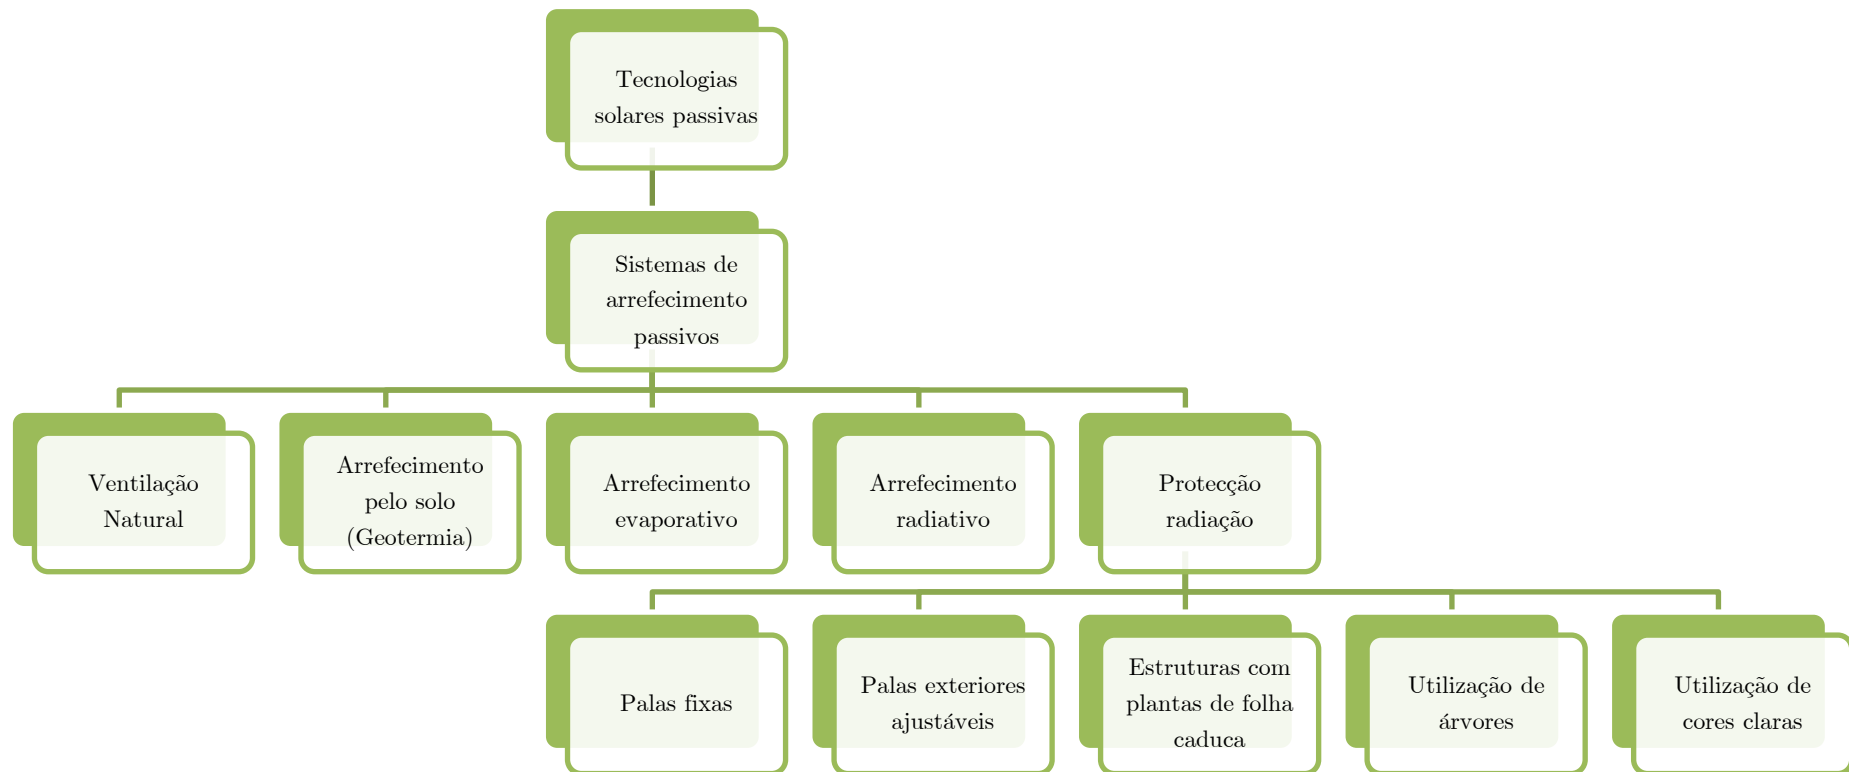 Tecnologias
solares passivas
Sistemas de
arrefecimento
passivos
Ventilação
Natural
Arrefecimento
pelo solo
(Geotermia)
Arrefecimento
evaporativo
Arrefecimento
radiativo
Protecção
radiação
Palas fixas
Palas exteriores
ajustáveis
Estruturas com
plantas de folha
caduca
Utilização de
árvores
Utilização de
cores claras